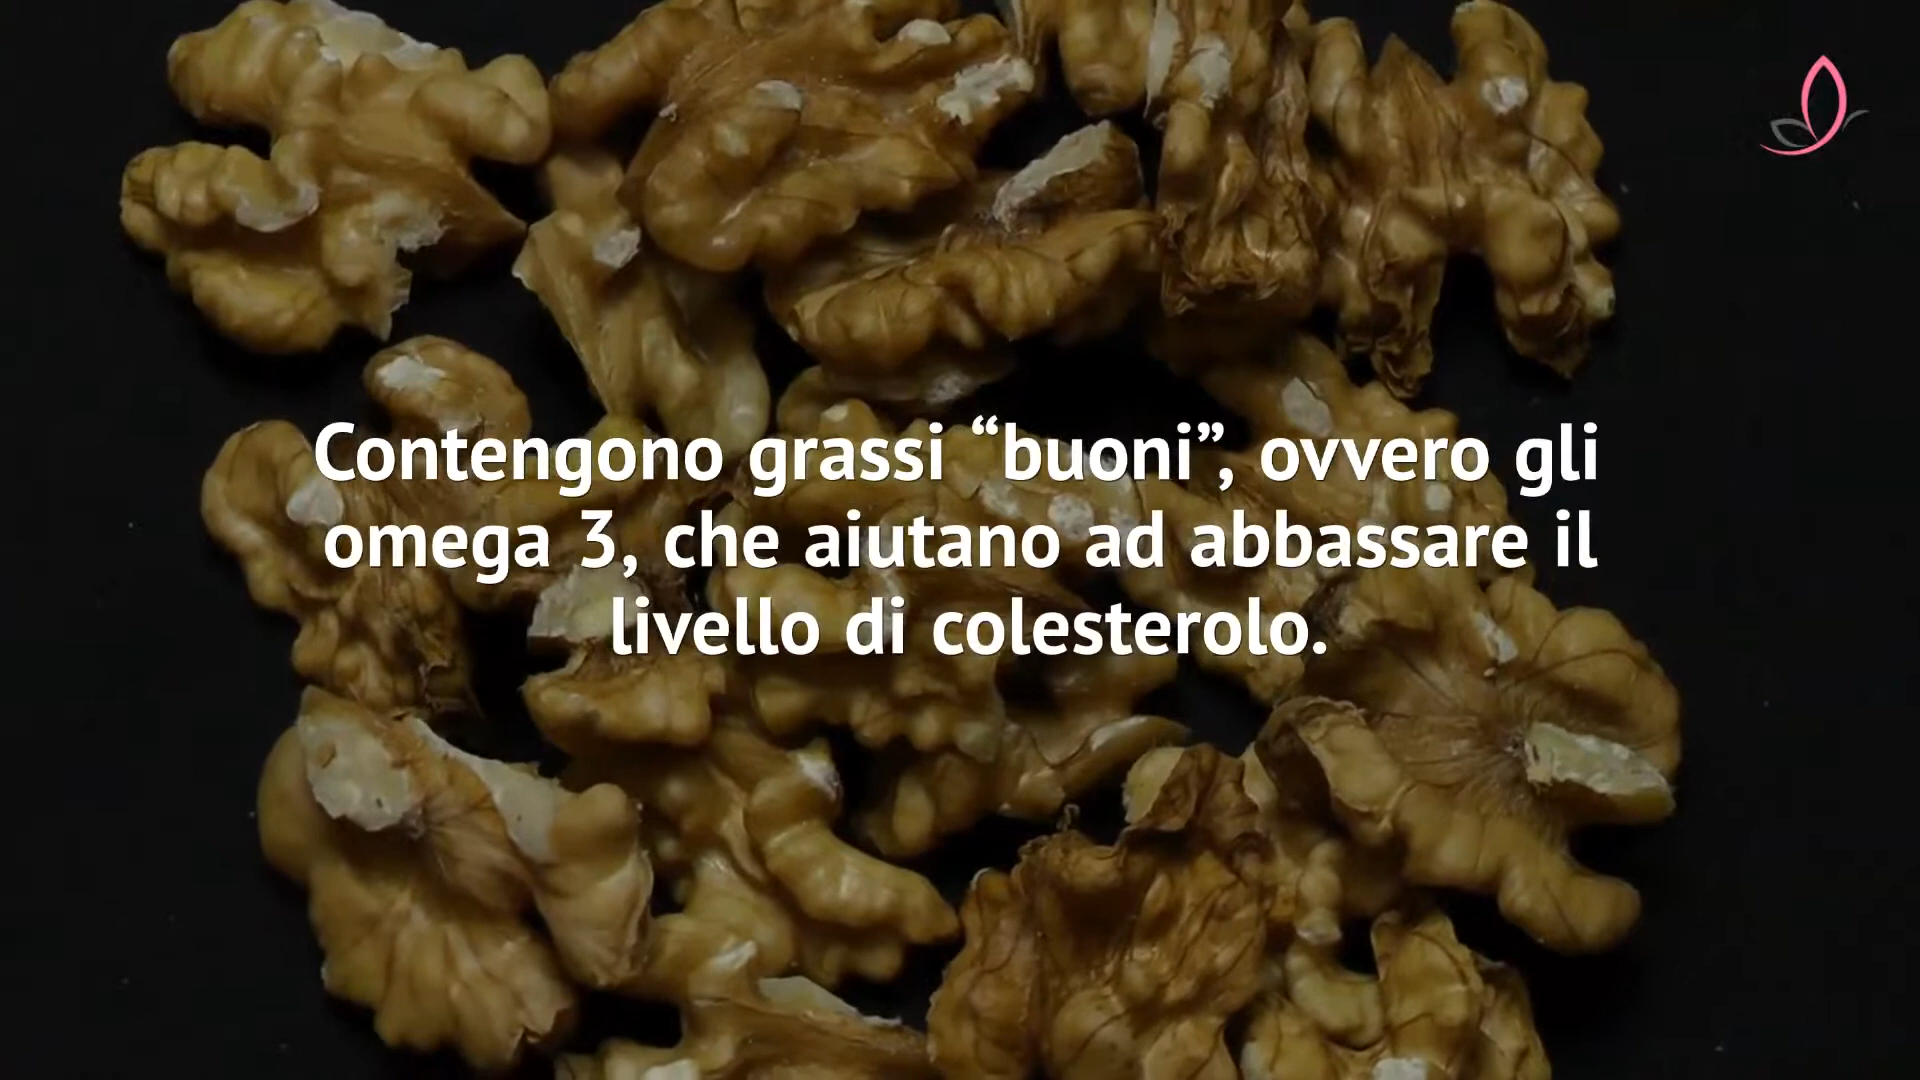 Contengono grassi “buoni”, ovvero gli
omega 3, che aiutano ad abbassare il
livello di colesterolo.